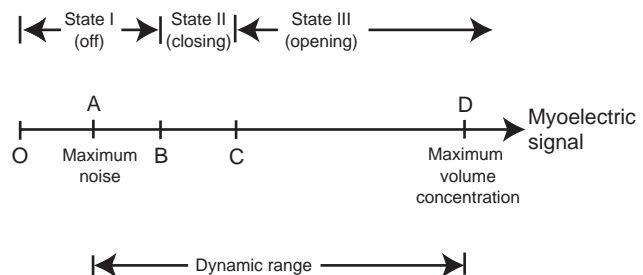 State I
(off)
State II
(closing)
State III
(opening)
A
D
Myoelectric
signal
O
Maximum
noise
B
C
Maximum
volume
concentration
Dynamic range